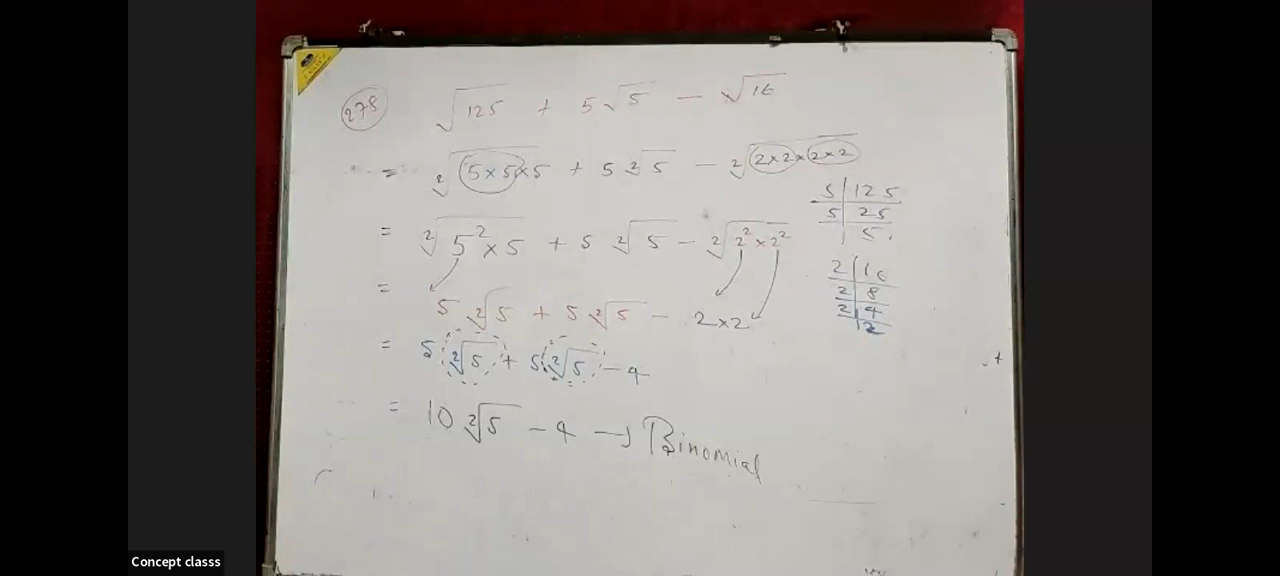 278 √125 + 5√5 - √16
= ²√(5×5×5) + 5 ²√5 - ²√(2×2×2×2)
= ²√(5²×5) + 5 ²√5 - ²√(2²×2²)
= 5 ²√5 + 5 ²√5 - 2×2
= 5 ²√5 + 5 ²√5 - 4
= 10 ²√5 - 4 → Binomial
5 | 125
5 | 25
5
2 | 16
2 | 8
2 | 4
2
Concept classs